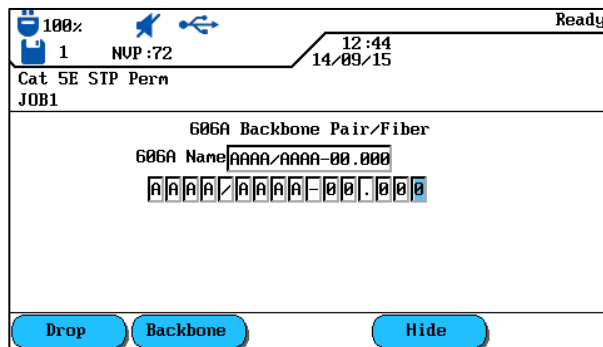 100%
Ready
1 NVP:72
12:44
14/09/15
Cat 5E STP Perm
JOB1
606A Backbone Pair/Fiber
606A Name AAAA/AAAA-00.000
AAAA/AAAA-00.000
Drop Backbone Hide